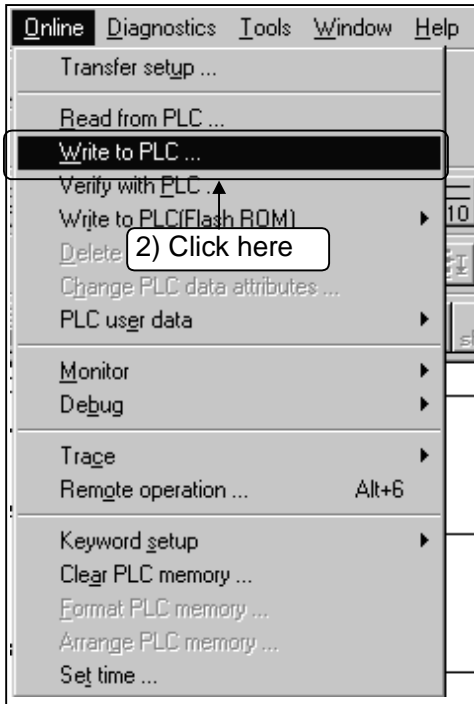 Online Diagnostics Tools Window Help
Transfer setup ...
Read from PLC ...
Write to PLC ...
Verify with PLC ...
Write to PLC(Flash ROM)
10
2) Click here
Delete
Change PLC data attributes ...
PLC user data
Monitor
Debug
Trace
Remote operation ... Alt+6
Keyword setup
Clear PLC memory ...
Format PLC memory ...
Arrange PLC memory ...
Set time ...